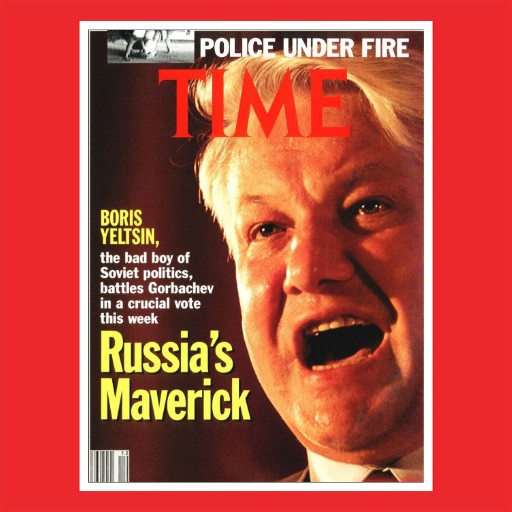 POLICE UNDER FIRE
TIME
BORIS
YELTSIN,
the bad boy of
Soviet politics,
battles Gorbachev
in a crucial vote
this week
Russia's
Maverick
12